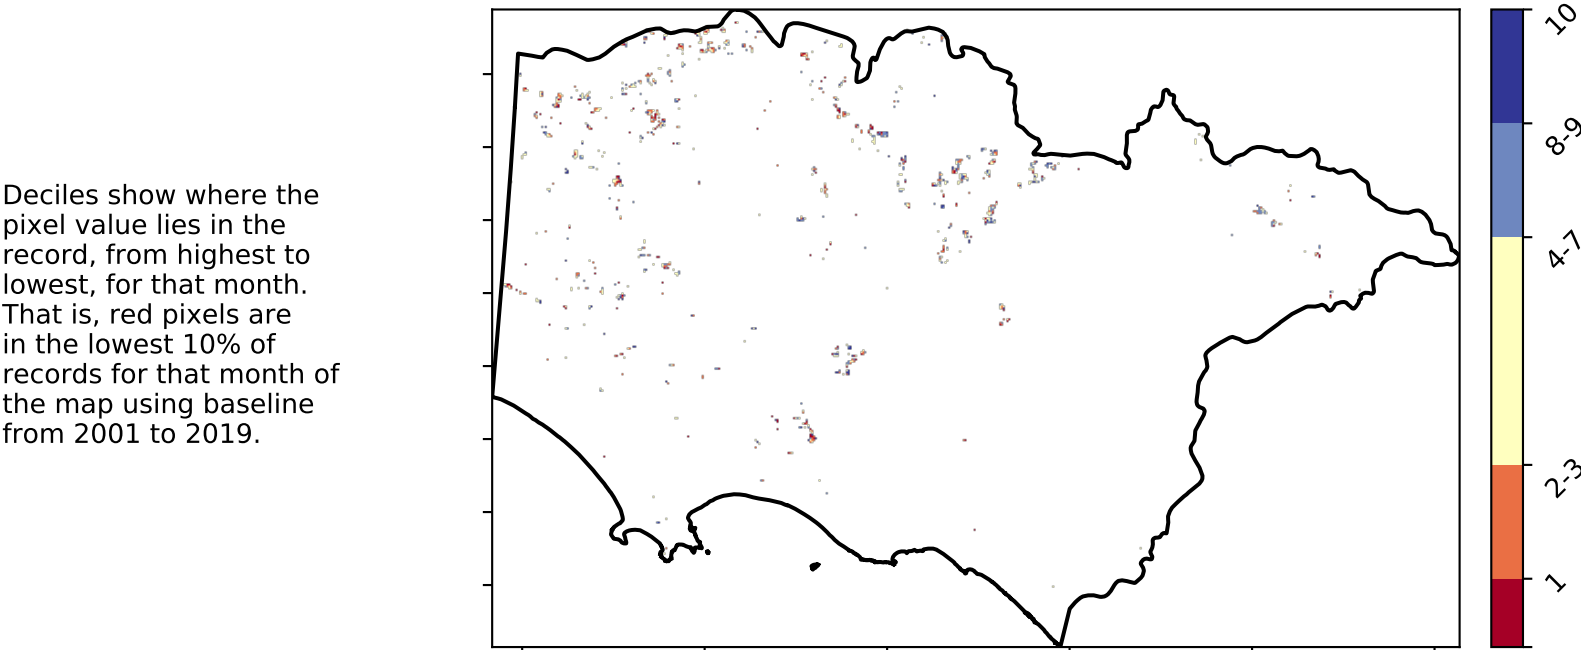 Deciles show where the
pixel value lies in the
record, from highest to
lowest, for that month.
That is, red pixels are
in the lowest 10% of
records for that month of
the map using baseline
from 2001 to 2019.
10
8-9
4-7
2-3
1